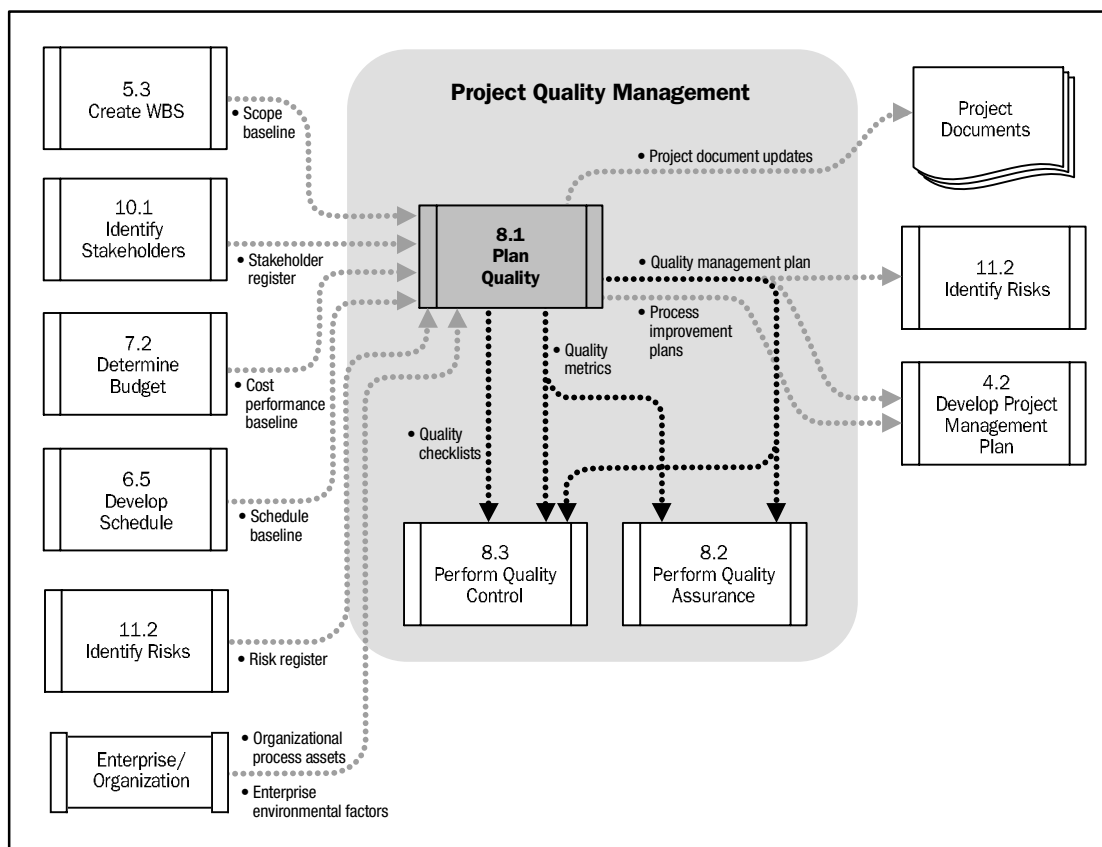 Project Quality Management
5.3
Create WBS
• Scope
baseline
10.1
Identify
Stakeholders
• Stakeholder
register
7.2
Determine
Budget
• Cost
performance
baseline
6.5
Develop
Schedule
• Schedule
baseline
11.2
Identify Risks
• Risk register
Enterprise/
Organization
• Organizational
process assets
• Enterprise
environmental factors
8.1
Plan
Quality
• Project document updates
• Quality management plan
• Process
improvement
plans
• Quality
metrics
• Quality
checklists
8.3
Perform Quality
Control
8.2
Perform Quality
Assurance
Project
Documents
11.2
Identify Risks
4.2
Develop Project
Management
Plan